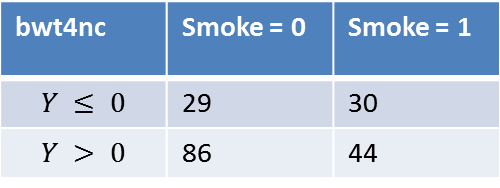 bwt4nc Smoke = 0 Smoke = 1
Y ≤ 0 29 30
Y > 0 86 44